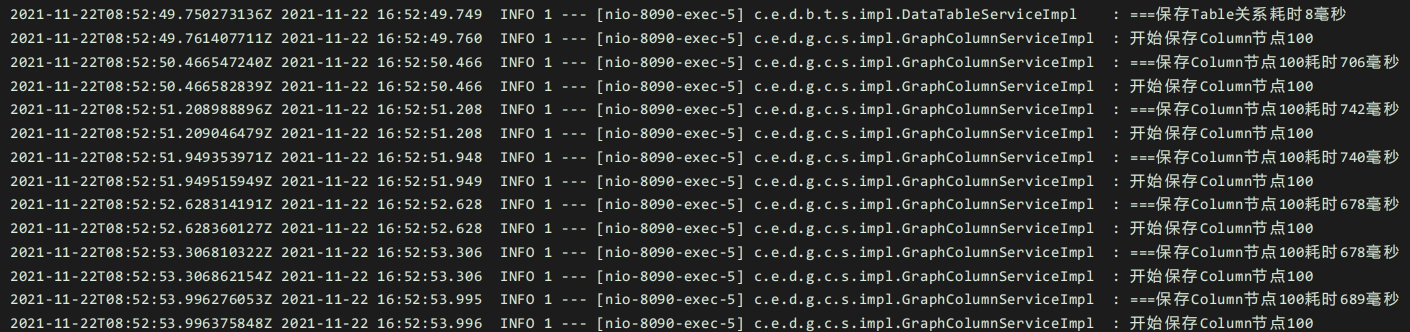 2021-11-22T08:52:49.750273136Z 2021-11-22 16:52:49.749  INFO 1 --- [nio-8090-exec-5] c.e.d.b.t.s.impl.DataTableServiceImpl    : ===保存Table关系耗时8毫秒
2021-11-22T08:52:49.761407711Z 2021-11-22 16:52:49.760  INFO 1 --- [nio-8090-exec-5] c.e.d.g.c.s.impl.GraphColumnServiceImpl  : 开始保存Column节点100
2021-11-22T08:52:50.466547240Z 2021-11-22 16:52:50.466  INFO 1 --- [nio-8090-exec-5] c.e.d.g.c.s.impl.GraphColumnServiceImpl  : ===保存Column节点100耗时706毫秒
2021-11-22T08:52:50.466582839Z 2021-11-22 16:52:50.466  INFO 1 --- [nio-8090-exec-5] c.e.d.g.c.s.impl.GraphColumnServiceImpl  : 开始保存Column节点100
2021-11-22T08:52:51.208988896Z 2021-11-22 16:52:51.208  INFO 1 --- [nio-8090-exec-5] c.e.d.g.c.s.impl.GraphColumnServiceImpl  : ===保存Column节点100耗时742毫秒
2021-11-22T08:52:51.209046479Z 2021-11-22 16:52:51.208  INFO 1 --- [nio-8090-exec-5] c.e.d.g.c.s.impl.GraphColumnServiceImpl  : 开始保存Column节点100
2021-11-22T08:52:51.949353971Z 2021-11-22 16:52:51.948  INFO 1 --- [nio-8090-exec-5] c.e.d.g.c.s.impl.GraphColumnServiceImpl  : ===保存Column节点100耗时740毫秒
2021-11-22T08:52:51.949515949Z 2021-11-22 16:52:51.949  INFO 1 --- [nio-8090-exec-5] c.e.d.g.c.s.impl.GraphColumnServiceImpl  : 开始保存Column节点100
2021-11-22T08:52:52.628314191Z 2021-11-22 16:52:52.628  INFO 1 --- [nio-8090-exec-5] c.e.d.g.c.s.impl.GraphColumnServiceImpl  : ===保存Column节点100耗时678毫秒
2021-11-22T08:52:52.628360127Z 2021-11-22 16:52:52.628  INFO 1 --- [nio-8090-exec-5] c.e.d.g.c.s.impl.GraphColumnServiceImpl  : 开始保存Column节点100
2021-11-22T08:52:53.306810322Z 2021-11-22 16:52:53.306  INFO 1 --- [nio-8090-exec-5] c.e.d.g.c.s.impl.GraphColumnServiceImpl  : ===保存Column节点100耗时678毫秒
2021-11-22T08:52:53.306862154Z 2021-11-22 16:52:53.306  INFO 1 --- [nio-8090-exec-5] c.e.d.g.c.s.impl.GraphColumnServiceImpl  : 开始保存Column节点100
2021-11-22T08:52:53.996276053Z 2021-11-22 16:52:53.995  INFO 1 --- [nio-8090-exec-5] c.e.d.g.c.s.impl.GraphColumnServiceImpl  : ===保存Column节点100耗时689毫秒
2021-11-22T08:52:53.996375848Z 2021-11-22 16:52:53.996  INFO 1 --- [nio-8090-exec-5] c.e.d.g.c.s.impl.GraphColumnServiceImpl  : 开始保存Column节点100